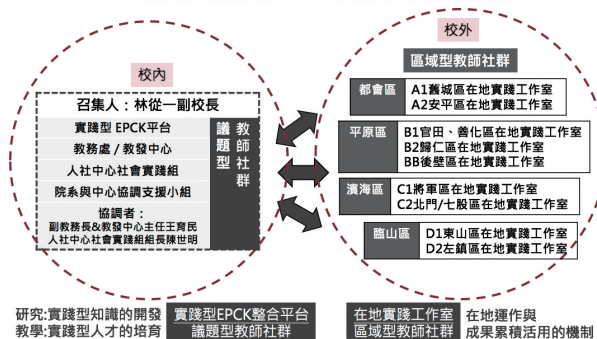 校內
召集人：林從一副校長
實踐型 EPCK平台
教務處 / 教發中心
人社中心社會實踐組
院系與中心協調支援小組
協調者：
副教務長&教發中心主任王育民
人社中心社會實踐組組長陳世明
議題型
教師社群
校外
區域型教師社群
都會區
A1舊城區在地實踐工作室
A2安平區在地實踐工作室
平原區
B1官田、善化區在地實踐工作室
B2歸仁區在地實踐工作室
BB後壁區在地實踐工作室
濱海區
C1將軍區在地實踐工作室
C2北門/七股區在地實踐工作室
臨山區
D1東山區在地實踐工作室
D2左鎮區在地實踐工作室
研究:實踐型知識的開發
教學:實踐型人才的培育
實踐型EPCK整合平台
議題型教師社群
在地實踐工作室
區域型教師社群
在地運作與
成果累積活用的機制